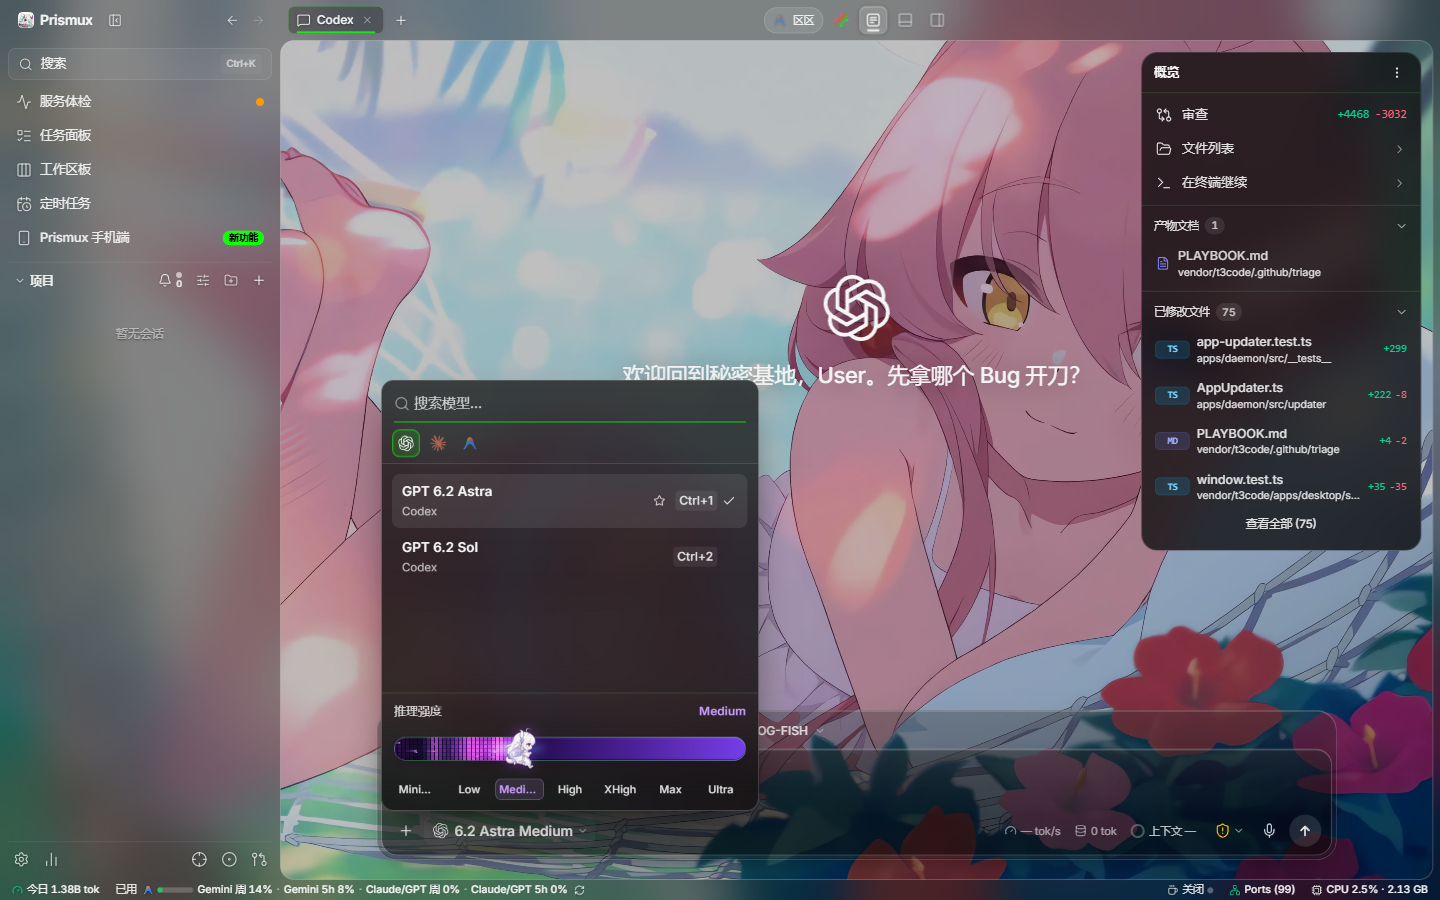 Prismux
Codex
区区
搜索
Ctrl+K
服务体检
任务面板
工作区板
定时任务
Prismux 手机端
新功能
项目
0
暂无会话
欢迎回到秘密基地，User。先拿哪个 Bug 开刀？
搜索模型...
GPT 6.2 Astra
Codex
Ctrl+1
GPT 6.2 Sol
Codex
Ctrl+2
推理强度
Medium
Mini...
Low
Medi...
High
XHigh
Max
Ultra
OG-FISH
6.2 Astra Medium
— tok/s
0 tok
上下文 —
概览
审查
+4468 -3032
文件列表
在终端继续
产物文档 1
PLAYBOOK.md
vendor/t3code/.github/triage
已修改文件 75
TS
app-updater.test.ts
apps/daemon/src/__tests__
+299
TS
AppUpdater.ts
apps/daemon/src/updater
+222 -8
MD
PLAYBOOK.md
vendor/t3code/.github/triage
+4 -2
TS
window.test.ts
vendor/t3code/apps/desktop/s...
+35 -35
查看全部 (75)
今日 1.38B tok
已用
Gemini 周 14% · Gemini 5h 8% · Claude/GPT 周 0% · Claude/GPT 5h 0%
关闭
Ports (99)
CPU 2.5% · 2.13 GB